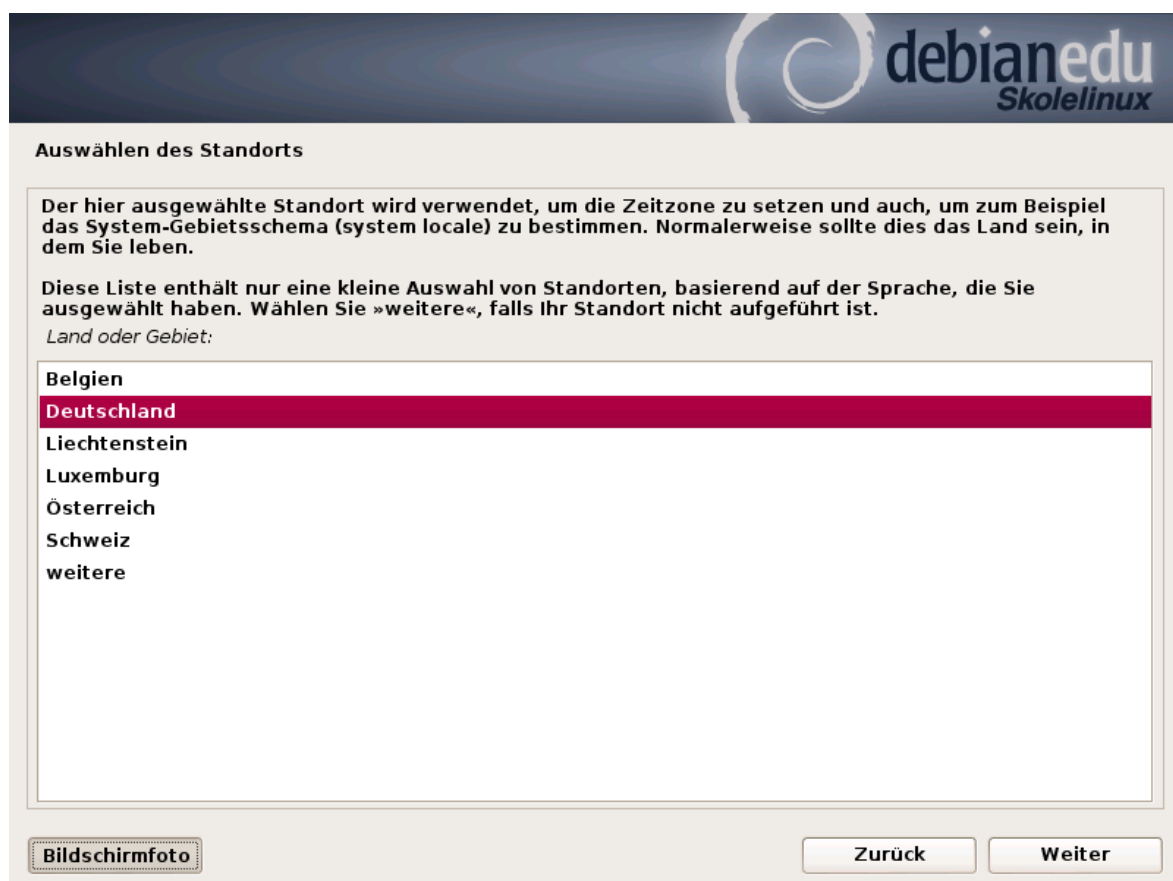 debianedu
Skolelinux
Auswählen des Standorts
Der hier ausgewählte Standort wird verwendet, um die Zeitzone zu setzen und auch, um zum Beispiel
das System-Gebietsschema (system locale) zu bestimmen. Normalerweise sollte dies das Land sein, in
dem Sie leben.
Diese Liste enthält nur eine kleine Auswahl von Standorten, basierend auf der Sprache, die Sie
ausgewählt haben. Wählen Sie »weitere«, falls Ihr Standort nicht aufgeführt ist.
Land oder Gebiet:
Belgien
Deutschland
Liechtenstein
Luxemburg
Österreich
Schweiz
weitere
Bildschirmfoto
Zurück
Weiter